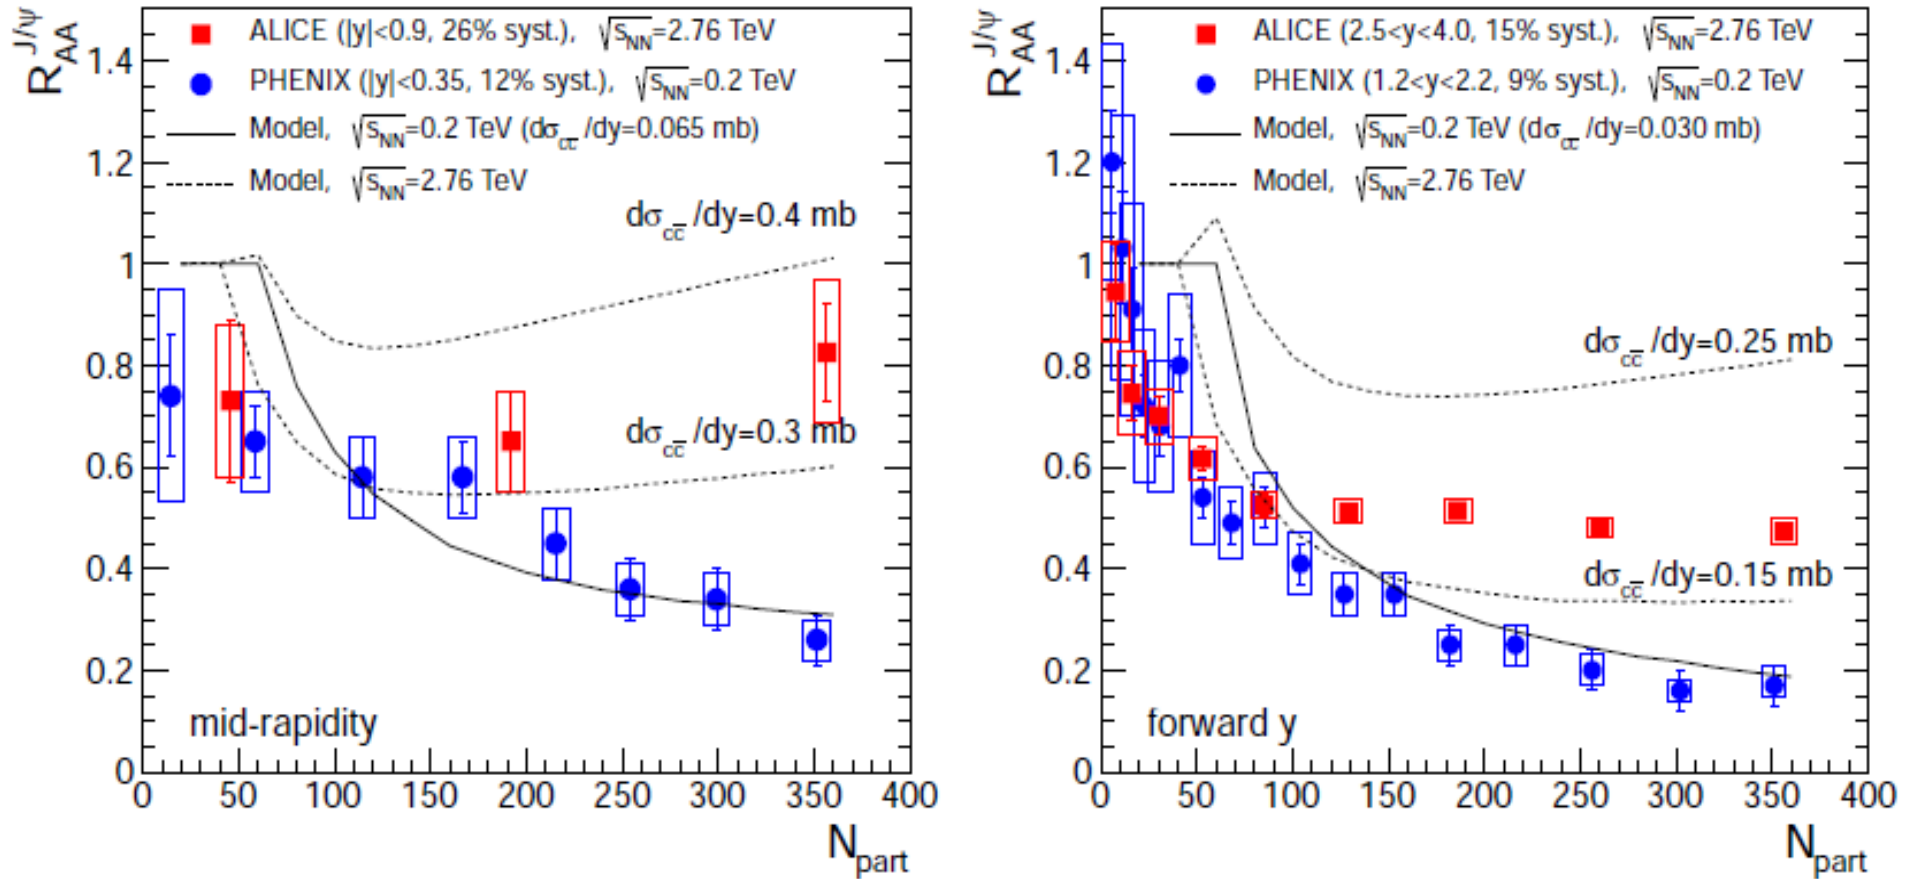 R_AA^J/ψ
ALICE (|y|<0.9, 26% syst.), √s_NN=2.76 TeV
PHENIX (|y|<0.35, 12% syst.), √s_NN=0.2 TeV
Model, √s_NN=0.2 TeV (dσ_cc̅ /dy=0.065 mb)
Model, √s_NN=2.76 TeV
dσ_cc̅ /dy=0.4 mb
dσ_cc̅ /dy=0.3 mb
mid-rapidity
1.4
1.2
1
0.8
0.6
0.4
0.2
0
0 50 100 150 200 250 300 350 400
N_part
R_AA^J/ψ
ALICE (2.5<y<4.0, 15% syst.), √s_NN=2.76 TeV
PHENIX (1.2<y<2.2, 9% syst.), √s_NN=0.2 TeV
Model, √s_NN=0.2 TeV (dσ_cc̅ /dy=0.030 mb)
Model, √s_NN=2.76 TeV
dσ_cc̅ /dy=0.25 mb
dσ_cc̅ /dy=0.15 mb
forward y
1.4
1.2
1
0.8
0.6
0.4
0.2
0
0 50 100 150 200 250 300 350 400
N_part